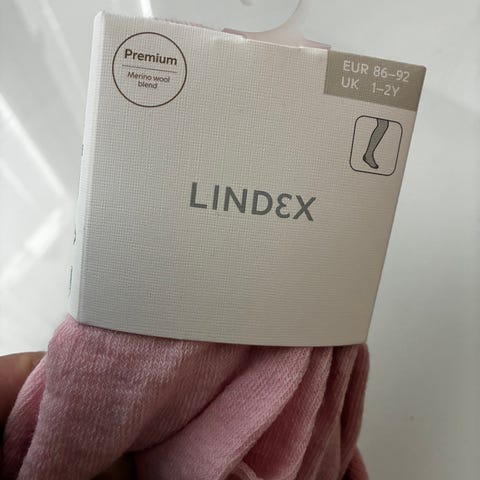 Premium
Merino wool
blend
EUR 86–92
UK 1–2Y
LINDEX